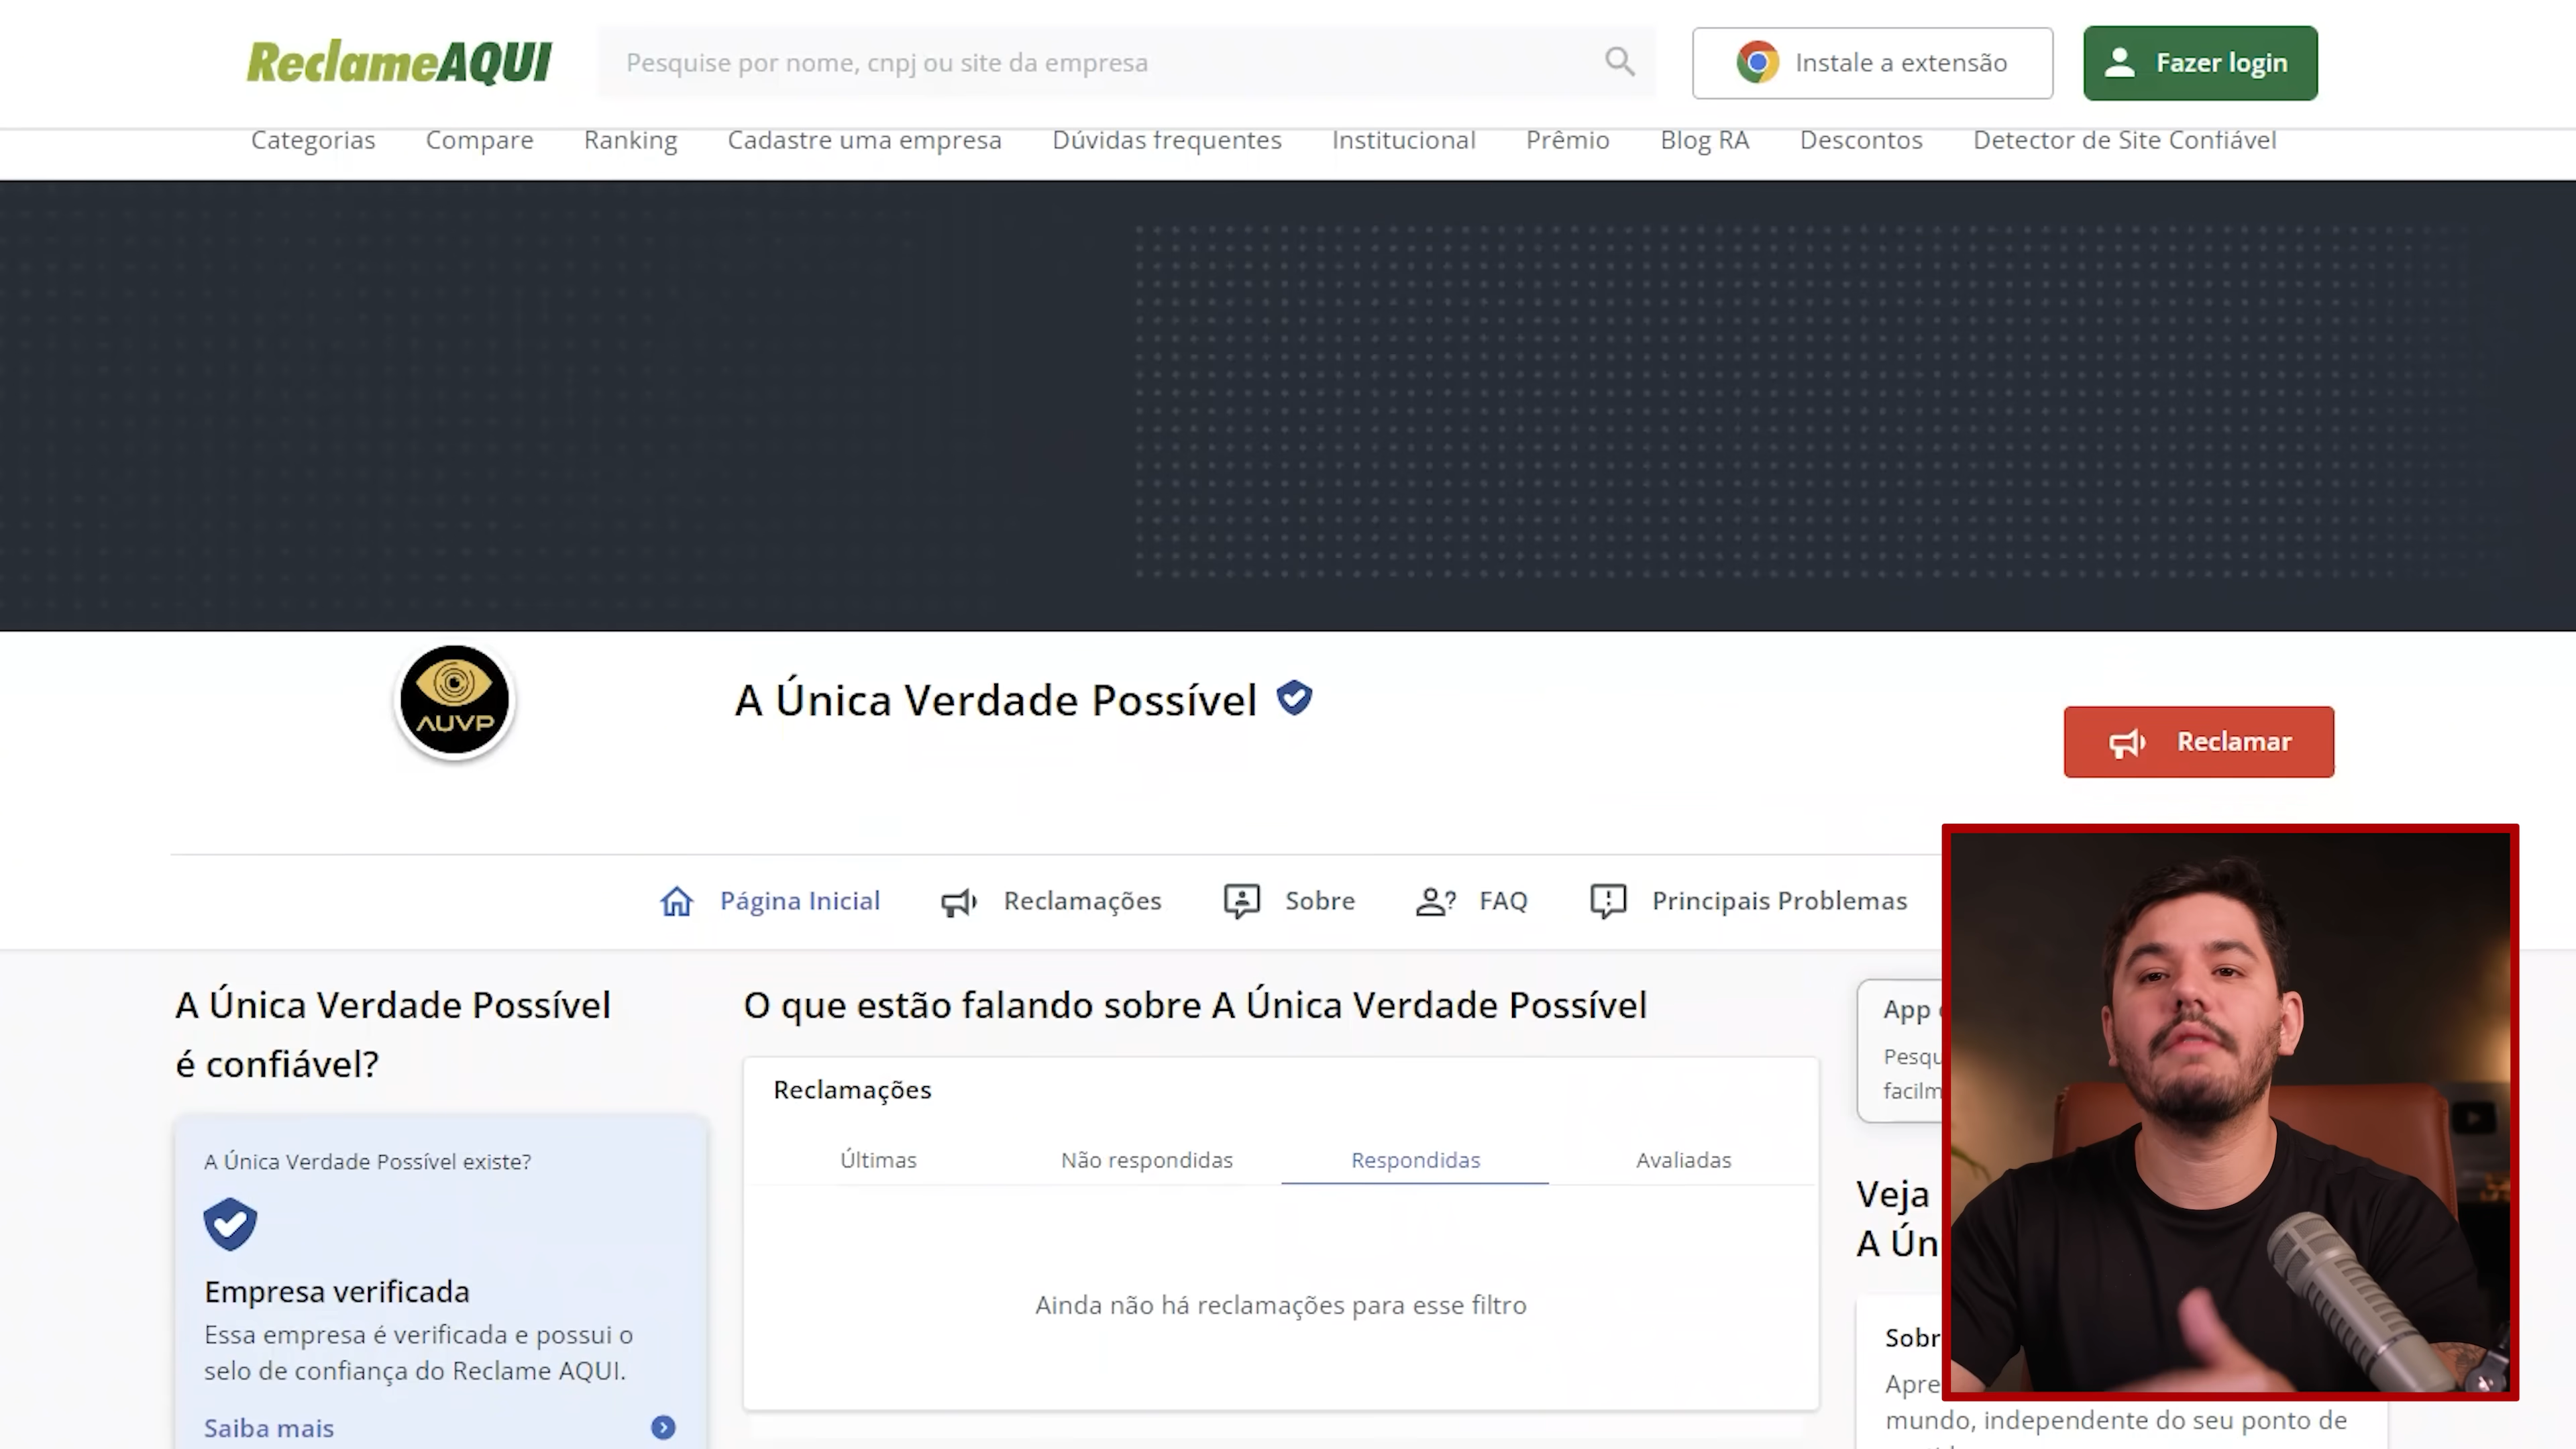 ReclameAQUI
Pesquise por nome, cnpj ou site da empresa
Instale a extensão
Fazer login
Categorias Compare Ranking Cadastre uma empresa Dúvidas frequentes Institucional Prêmio Blog RA Descontos Detector de Site Confiável
AUVP
A Única Verdade Possível
Reclamar
Página Inicial Reclamações Sobre FAQ Principais Problemas
A Única Verdade Possível
é confiável?
A Única Verdade Possível existe?
Empresa verificada
Essa empresa é verificada e possui o
selo de confiança do Reclame AQUI.
Saiba mais
O que estão falando sobre A Única Verdade Possível
Reclamações
Últimas Não respondidas Respondidas Avaliadas
Ainda não há reclamações para esse filtro
App
Pesqu
facilm
Veja
A Ún
Sobr
Apre
mundo, independente do seu ponto de